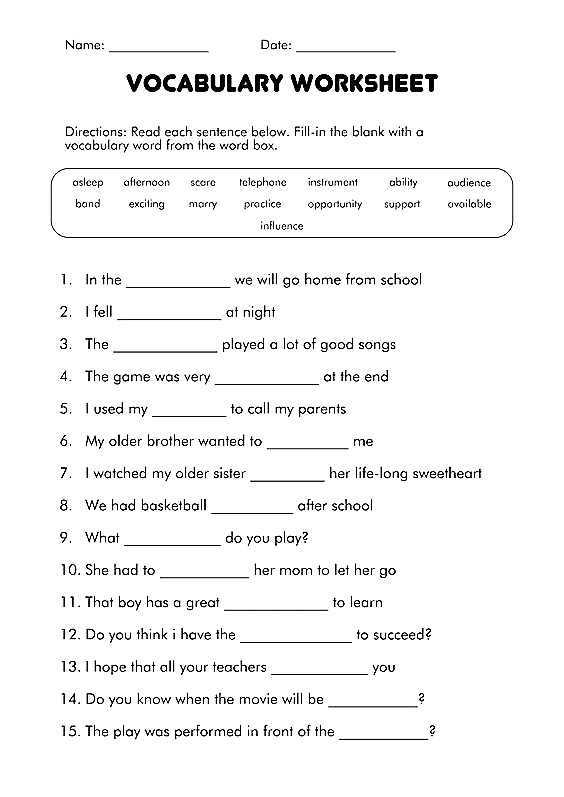 Name: _____________ Date: _____________
VOCABULARY WORKSHEET
Directions: Read each sentence below. Fill-in the blank with a
vocabulary word from the word box.
asleep afternoon scare telephone instrument ability audience
band exciting marry practice opportunity support available
influence
1. In the _____________ we will go home from school
2. I fell _____________ at night
3. The _____________ played a lot of good songs
4. The game was very _____________ at the end
5. I used my _________ to call my parents
6. My older brother wanted to __________ me
7. I watched my older sister _________ her life-long sweetheart
8. We had basketball __________ after school
9. What ____________ do you play?
10. She had to ___________ her mom to let her go
11. That boy has a great _____________ to learn
12. Do you think i have the ______________ to succeed?
13. I hope that all your teachers ____________ you
14. Do you know when the movie will be ___________?
15. The play was performed in front of the ___________?